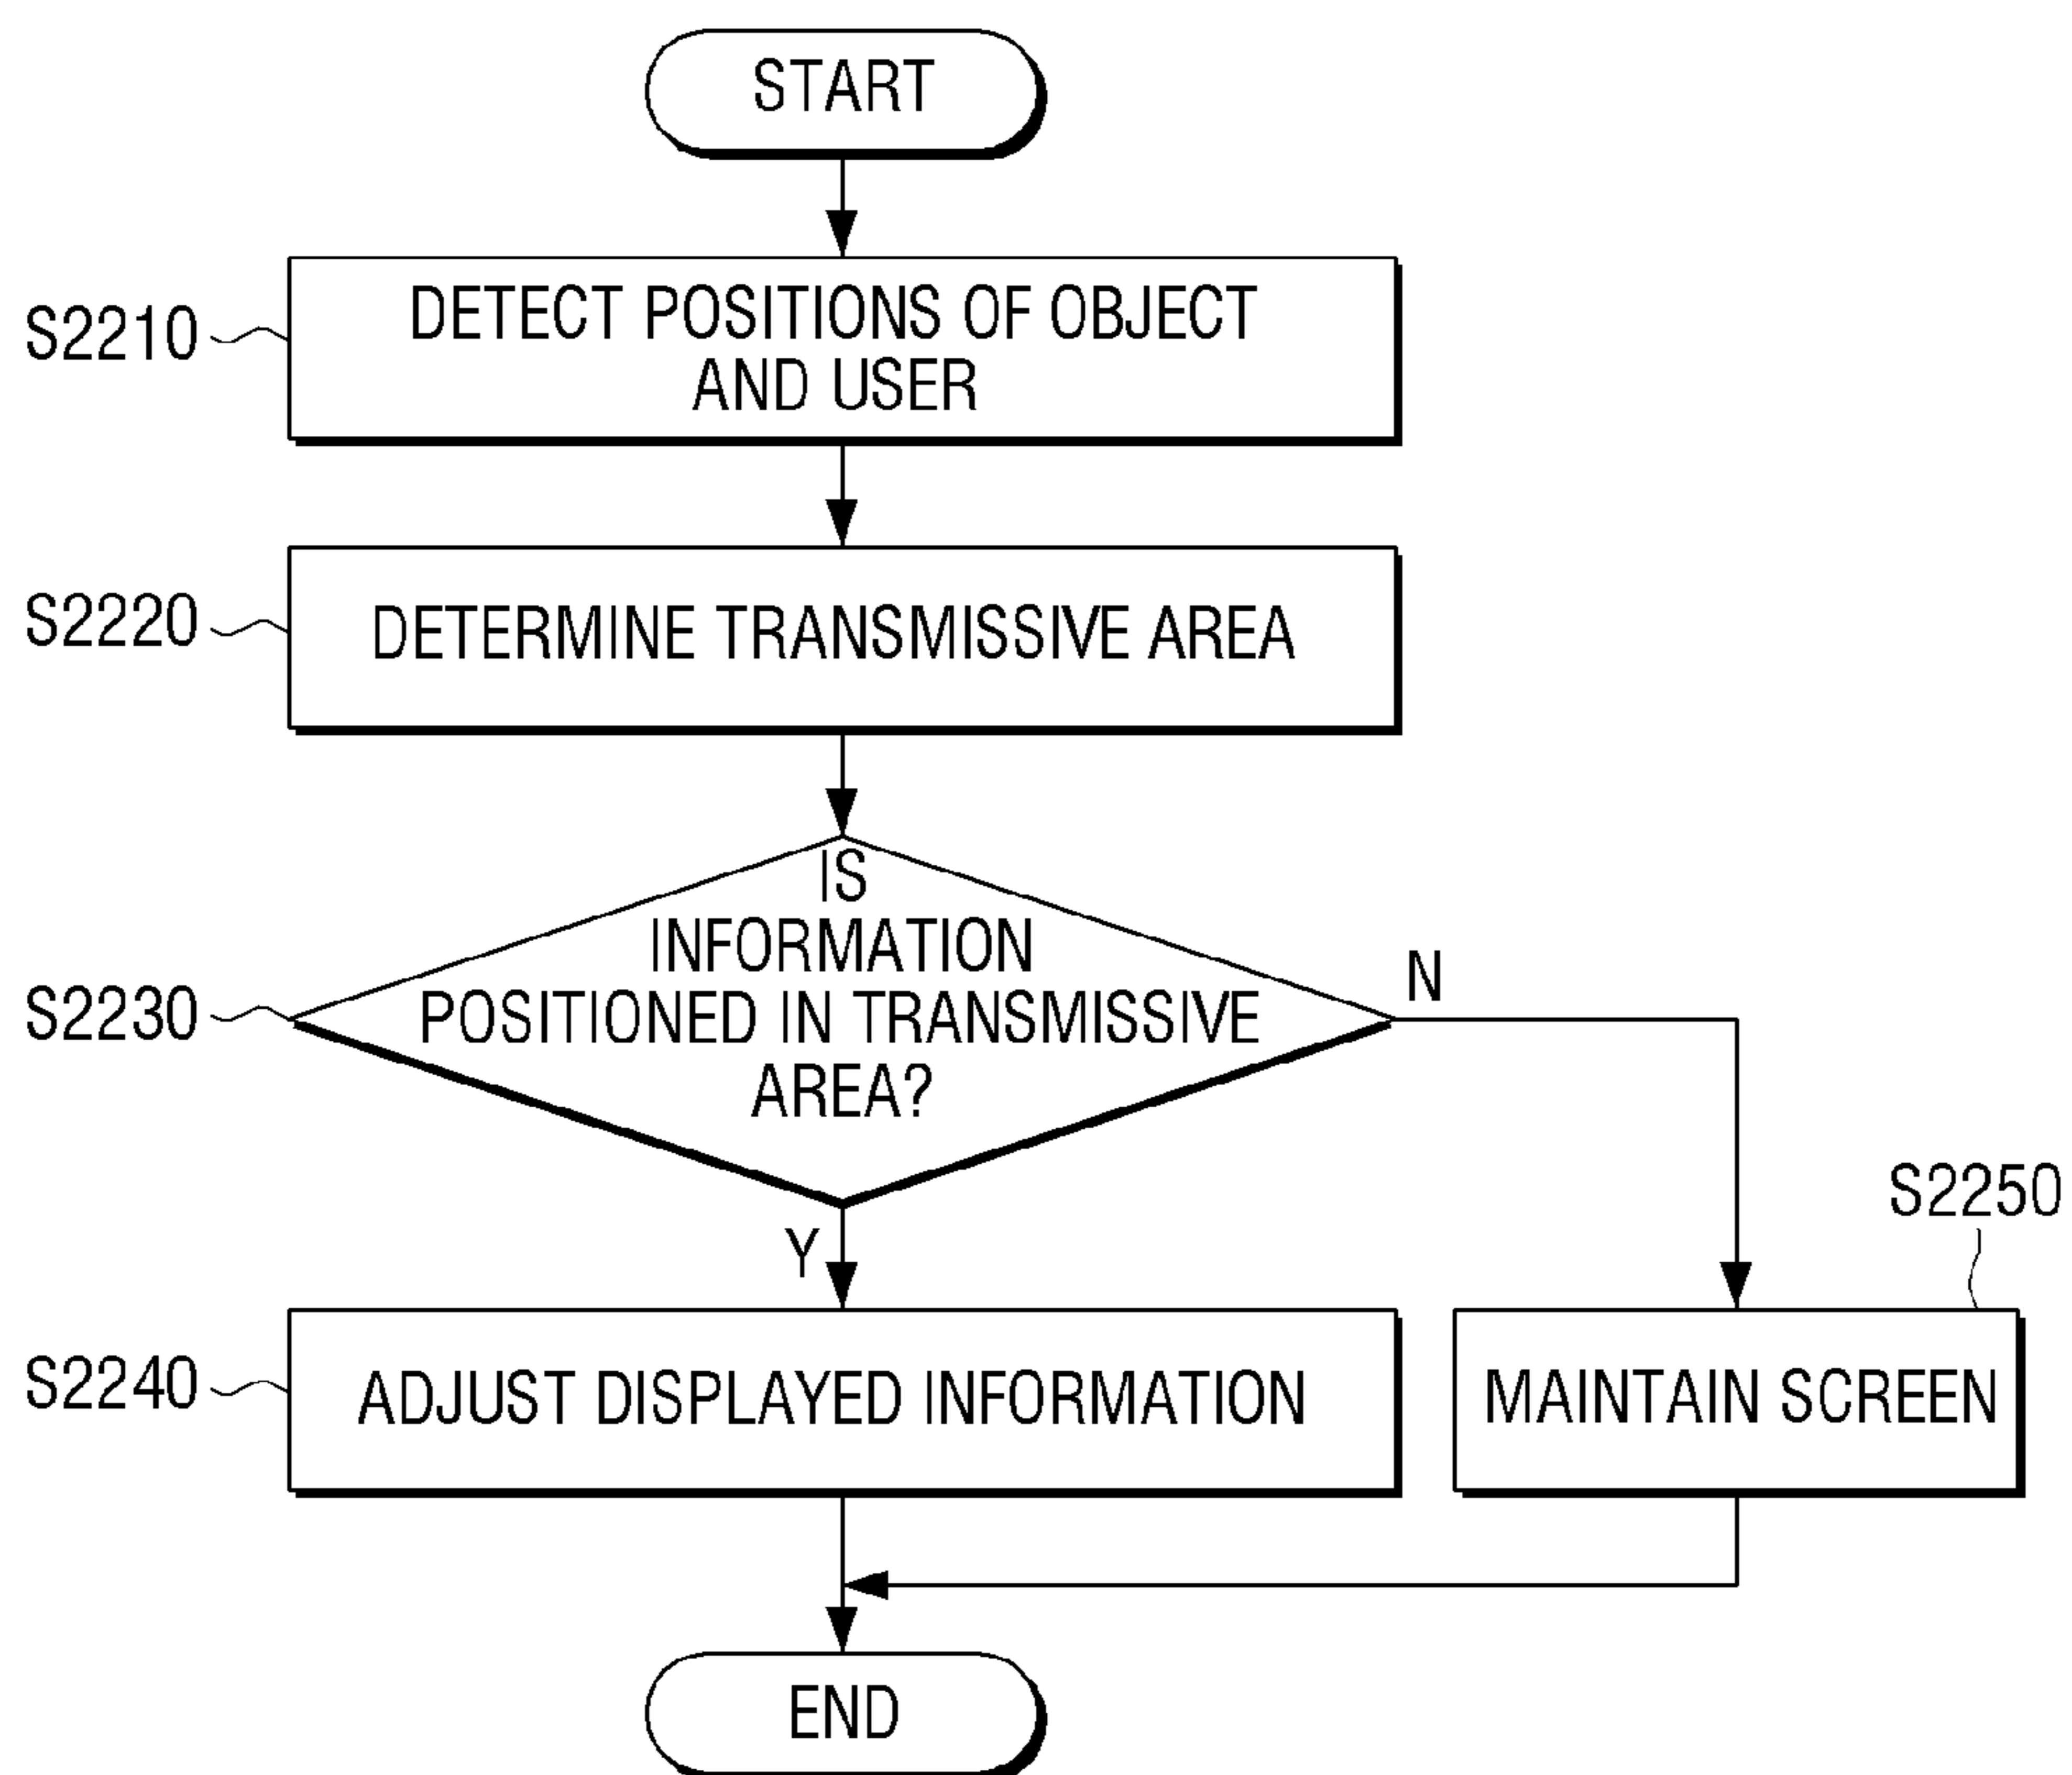 START
S2210
DETECT POSITIONS OF OBJECT
AND USER
S2220
DETERMINE TRANSMISSIVE AREA
S2230
IS
INFORMATION
POSITIONED IN TRANSMISSIVE
AREA?
N
Y
S2240
ADJUST DISPLAYED INFORMATION
S2250
MAINTAIN SCREEN
END